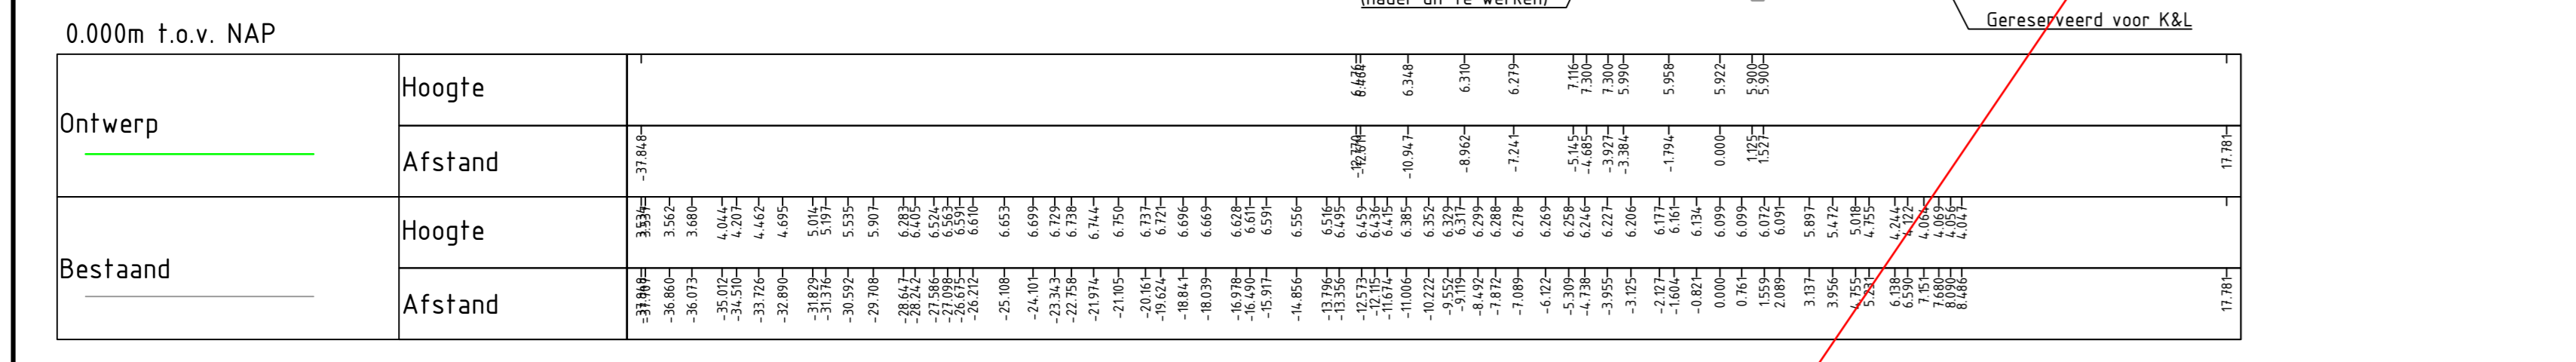 0.000m t.o.v. NAP
Gereserveerd voor K&L
Ontwerp
Hoogte
6.348 6.310 6.279 7.116 7.300 7.300 5.990 5.958 5.922 5.900 5.900
Afstand
-37.848 -10.947 -8.962 -7.241 -5.145 -4.685 -3.927 -3.384 -1.794 0.000 1.125 1.527 17.781
Bestaand
Hoogte
3.562 3.680 4.044 4.207 4.462 4.695 5.014 5.197 5.535 5.907 6.283 6.405 6.524 6.563 6.591 6.610 6.653 6.699 6.729 6.738 6.744 6.750 6.737 6.721 6.696 6.669 6.628 6.611 6.591 6.556 6.516 6.495 6.459 6.436 6.415 6.385 6.352 6.329 6.317 6.299 6.288 6.278 6.269 6.258 6.246 6.227 6.206 6.177 6.161 6.134 6.099 6.099 6.072 6.091 5.897 5.472 5.018 4.755 4.244 4.122 4.069 4.056 4.047
Afstand
-36.860 -36.073 -35.012 -34.510 -33.726 -32.890 -31.829 -31.376 -30.592 -29.708 -28.647 -28.242 -27.586 -27.098 -26.675 -26.212 -25.108 -24.101 -23.343 -22.758 -21.974 -21.105 -20.161 -19.624 -18.841 -18.039 -16.978 -16.490 -15.917 -14.856 -13.796 -13.356 -12.573 -12.115 -11.674 -11.006 -10.222 -9.552 -9.119 -8.492 -7.872 -7.089 -6.122 -5.309 -4.738 -3.955 -3.125 -2.127 -1.604 -0.821 0.000 0.761 1.559 2.089 3.137 3.956 4.755 6.138 6.590 7.151 7.680 8.090 8.486 17.781